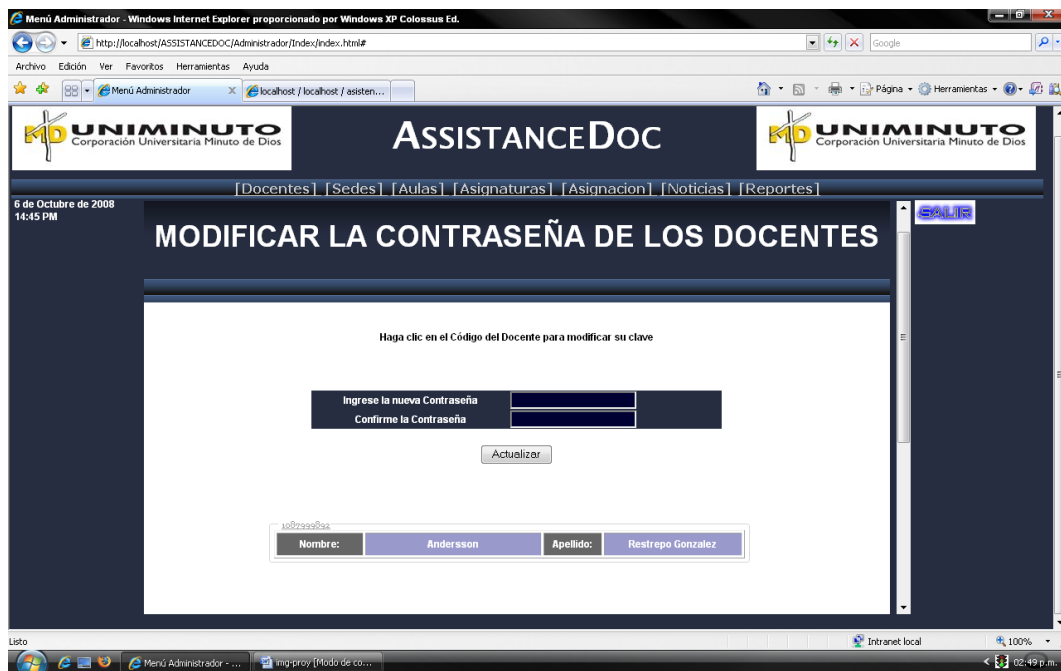 Menú Administrador - Windows Internet Explorer proporcionado por Windows XP Colossus Ed.
http://localhost/ASSISTANCEDOC/Administrador/Index/index.html#
Google
Archivo Edición Ver Favoritos Herramientas Ayuda
Menú Administrador
localhost / localhost / asisten...
Página
Herramientas
UNIMINUTO
Corporación Universitaria Minuto de Dios
ASSISTANCEDOC
UNIMINUTO
Corporación Universitaria Minuto de Dios
[Docentes] [Sedes] [Aulas] [Asignaturas] [Asignacion] [Noticias] [Reportes]
6 de Octubre de 2008
14:45 PM
SALIR
MODIFICAR LA CONTRASEÑA DE LOS DOCENTES
Haga clic en el Código del Docente para modificar su clave
Ingrese la nueva Contraseña
Confirme la Contraseña
Actualizar
1087999892
Nombre: Andersson Apellido: Restrepo Gonzalez
Listo
Intranet local
100%
Menú Administrador - ...
img-proy [Modo de co...
02:49 p.m.